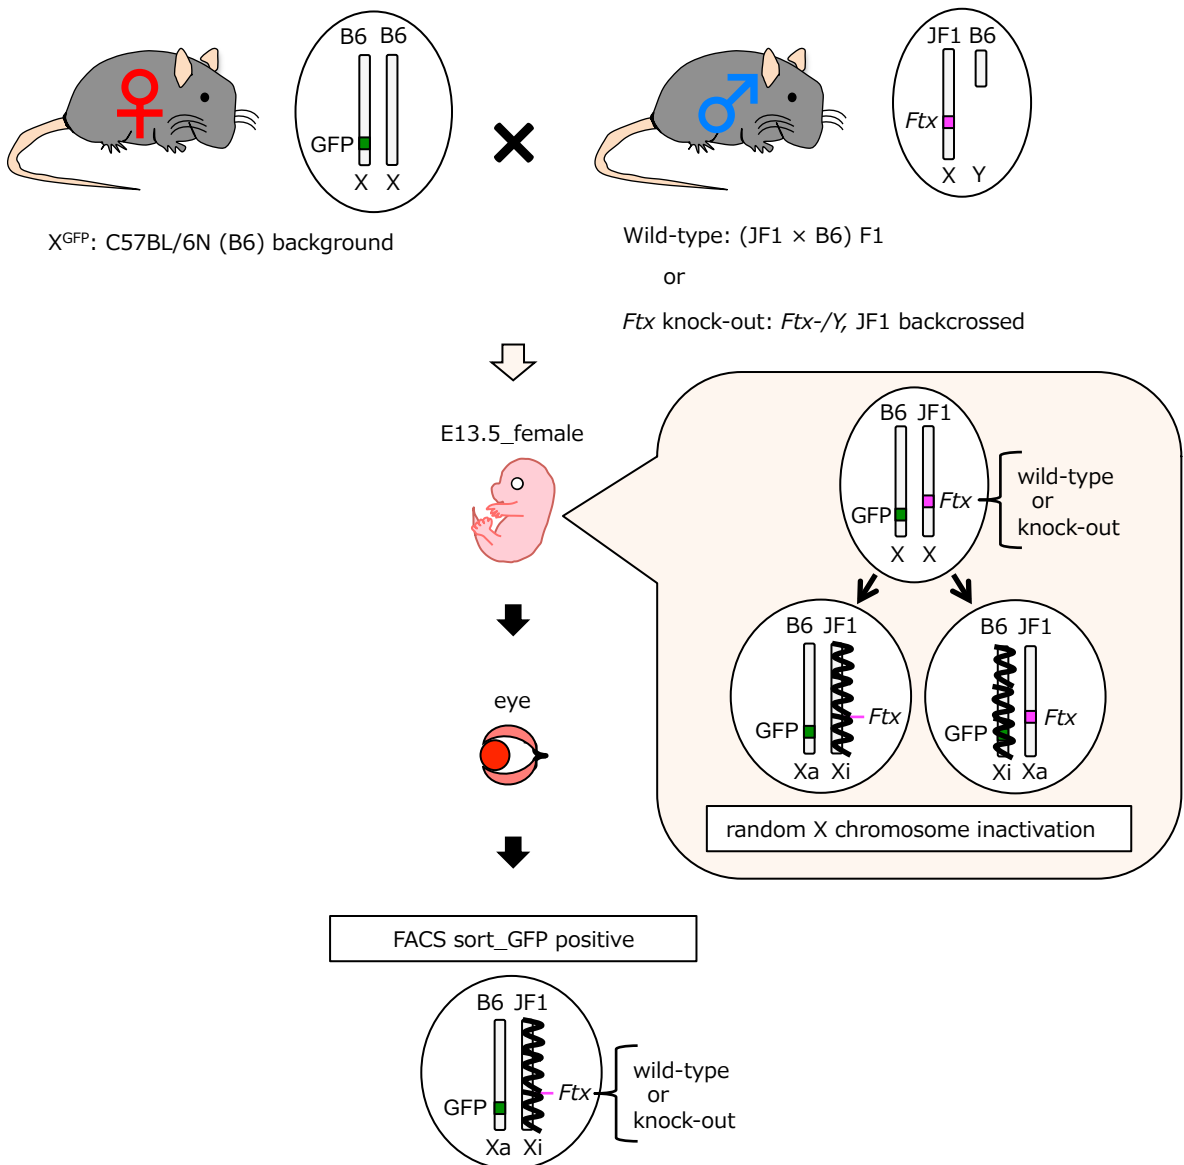 B6 B6
GFP
X X
JF1 B6
Ftx
X Y
XGFP: C57BL/6N (B6) background
Wild-type: (JF1 × B6) F1
or
Ftx knock-out: Ftx-/Y, JF1 backcrossed
E13.5_female
B6 JF1
GFP
Ftx
X X
wild-type
or
knock-out
B6 JF1
GFP
Ftx
Xa Xi
B6 JF1
GFP
Ftx
Xi Xa
random X chromosome inactivation
eye
FACS sort_GFP positive
B6 JF1
GFP
Ftx
Xa Xi
wild-type
or
knock-out